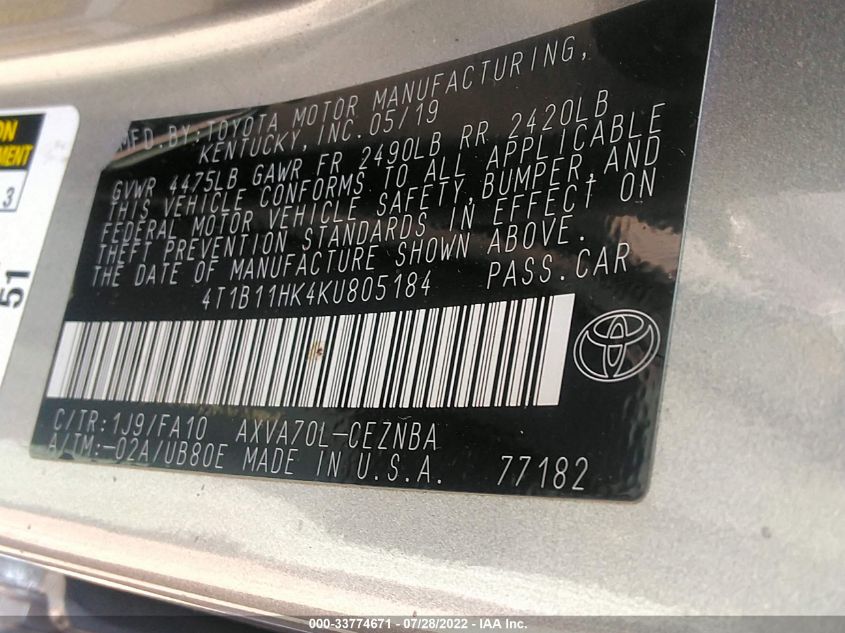 ON
MENT
3
51
MFD.BY:TOYOTA MOTOR MANUFACTURING,
KENTUCKY, INC.05/19
GVWR 4475LB GAWR FR 2490LB RR 2420LB
THIS VEHICLE CONFORMS TO ALL APPLICABLE
FEDERAL MOTOR VEHICLE SAFETY,BUMPER,AND
THEFT PREVENTION STANDARDS IN EFFECT ON
THE DATE OF MANUFACTURE SHOWN ABOVE.
4T1B11HK4KU805184 PASS.CAR
C/TR:1J9/FA10 AXVA70L-CEZNBA
A/TM:-02A/UB80E MADE IN U.S.A. 77182
000-33774671 - 07/28/2022 - IAA Inc.